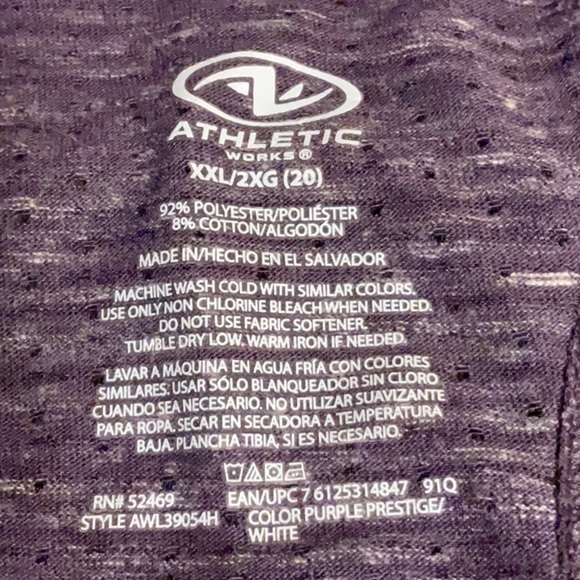 ATHLETIC
WORKS®
XXL/2XG (20)
92% POLYESTER/POLIÉSTER
8% COTTON/ALGODÓN
MADE IN/HECHO EN EL SALVADOR
MACHINE WASH COLD WITH SIMILAR COLORS.
USE ONLY NON CHLORINE BLEACH WHEN NEEDED.
DO NOT USE FABRIC SOFTENER.
TUMBLE DRY LOW. WARM IRON IF NEEDED.
LAVAR A MÁQUINA EN AGUA FRÍA CON COLORES
SIMILARES. USAR SÓLO BLANQUEADOR SIN CLORO
CUANDO SEA NECESARIO. NO UTILIZAR SUAVIZANTE
PARA ROPA. SECAR EN SECADORA A TEMPERATURA
BAJA. PLANCHA TIBIA, SI ES NECESARIO.
RN# 52469 EAN/UPC 7 6125314847 91Q
STYLE AWL39054H COLOR PURPLE PRESTIGE/
WHITE